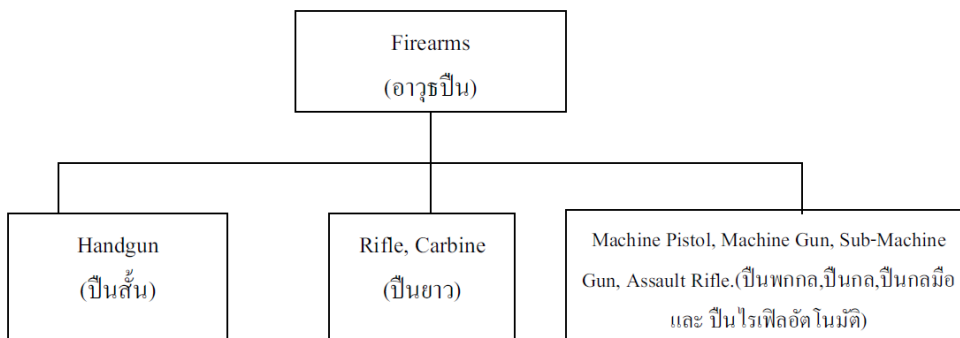 Firearms
(อาวุธปืน)
Handgun
(ปืนสั้น)
Rifle, Carbine
(ปืนยาว)
Machine Pistol, Machine Gun, Sub-Machine
Gun, Assault Rifle.(ปืนพกกล,ปืนกล,ปืนกลมือ
และ ปืนไรเฟิลอัตโนมัติ)